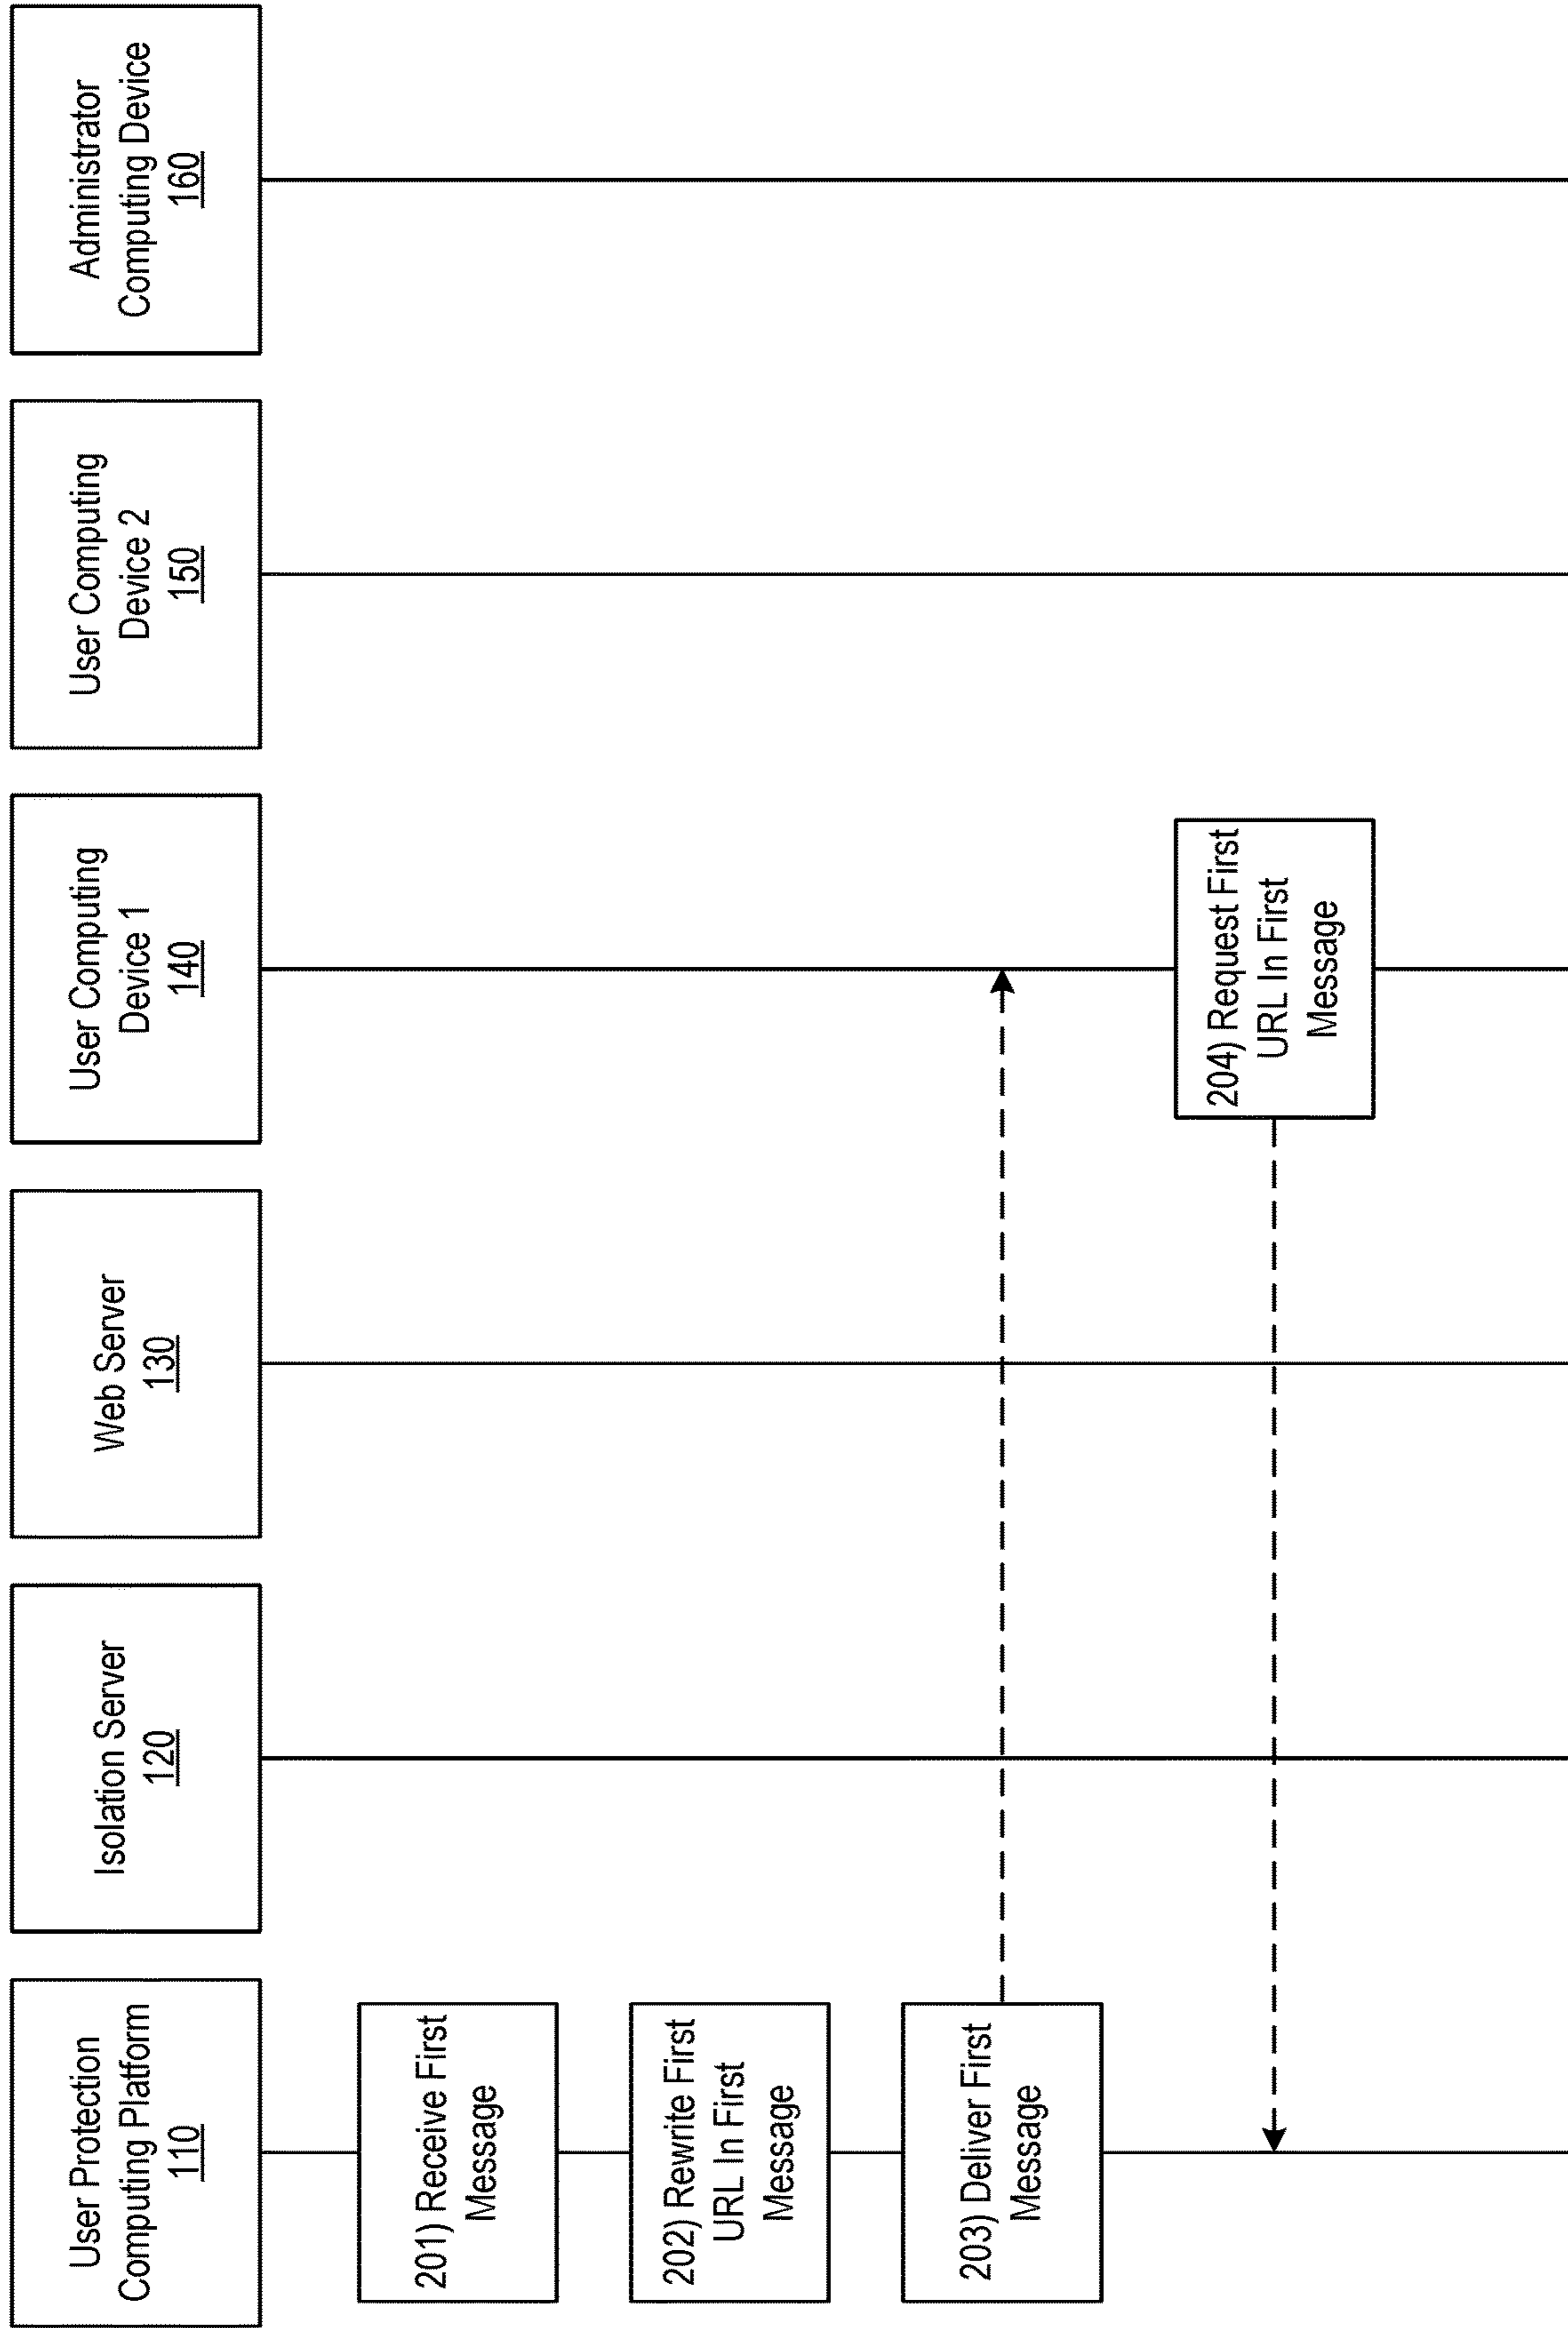 User Protection
Computing Platform
110
Isolation Server
120
Web Server
130
User Computing
Device 1
140
User Computing
Device 2
150
Administrator
Computing Device
160
201) Receive First
Message
202) Rewrite First
URL In First
Message
203) Deliver First
Message
204) Request First
URL In First
Message